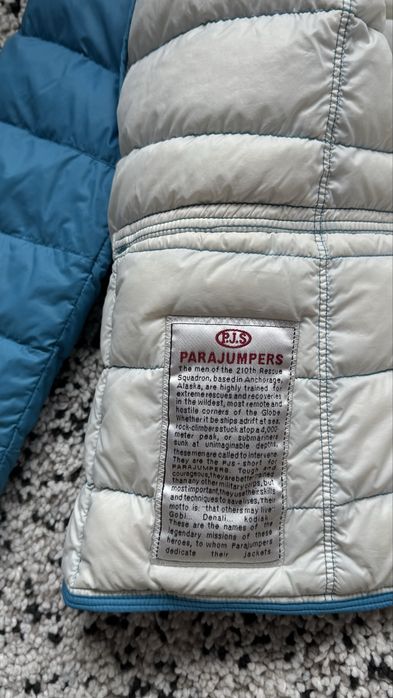 P.J.S
PARAJUMPERS
The men of the 210th Rescue
Squadron, based in Anchorage,
Alaska, are highly trained for
extreme rescues and recoveries
in the wildest, most remote and
hostile corners of the Globe.
Whether it be ships adrift at sea,
rock-climbers stuck atop a 4,000-
meter peak, or submariners
sunk at unimaginable depths,
these men are called to intervene.
They are the PJs - short for
PARAJUMPERS. Tough and
courageous, they are better
than any other military corps, but
most important, they use their skills
and techniques to save lives. Their
motto is: that others may live.
Gobi... Denali... kodiak...
These are the names of the
legendary missions of these
heroes, to whom Parajumpers
dedicate their Jackets